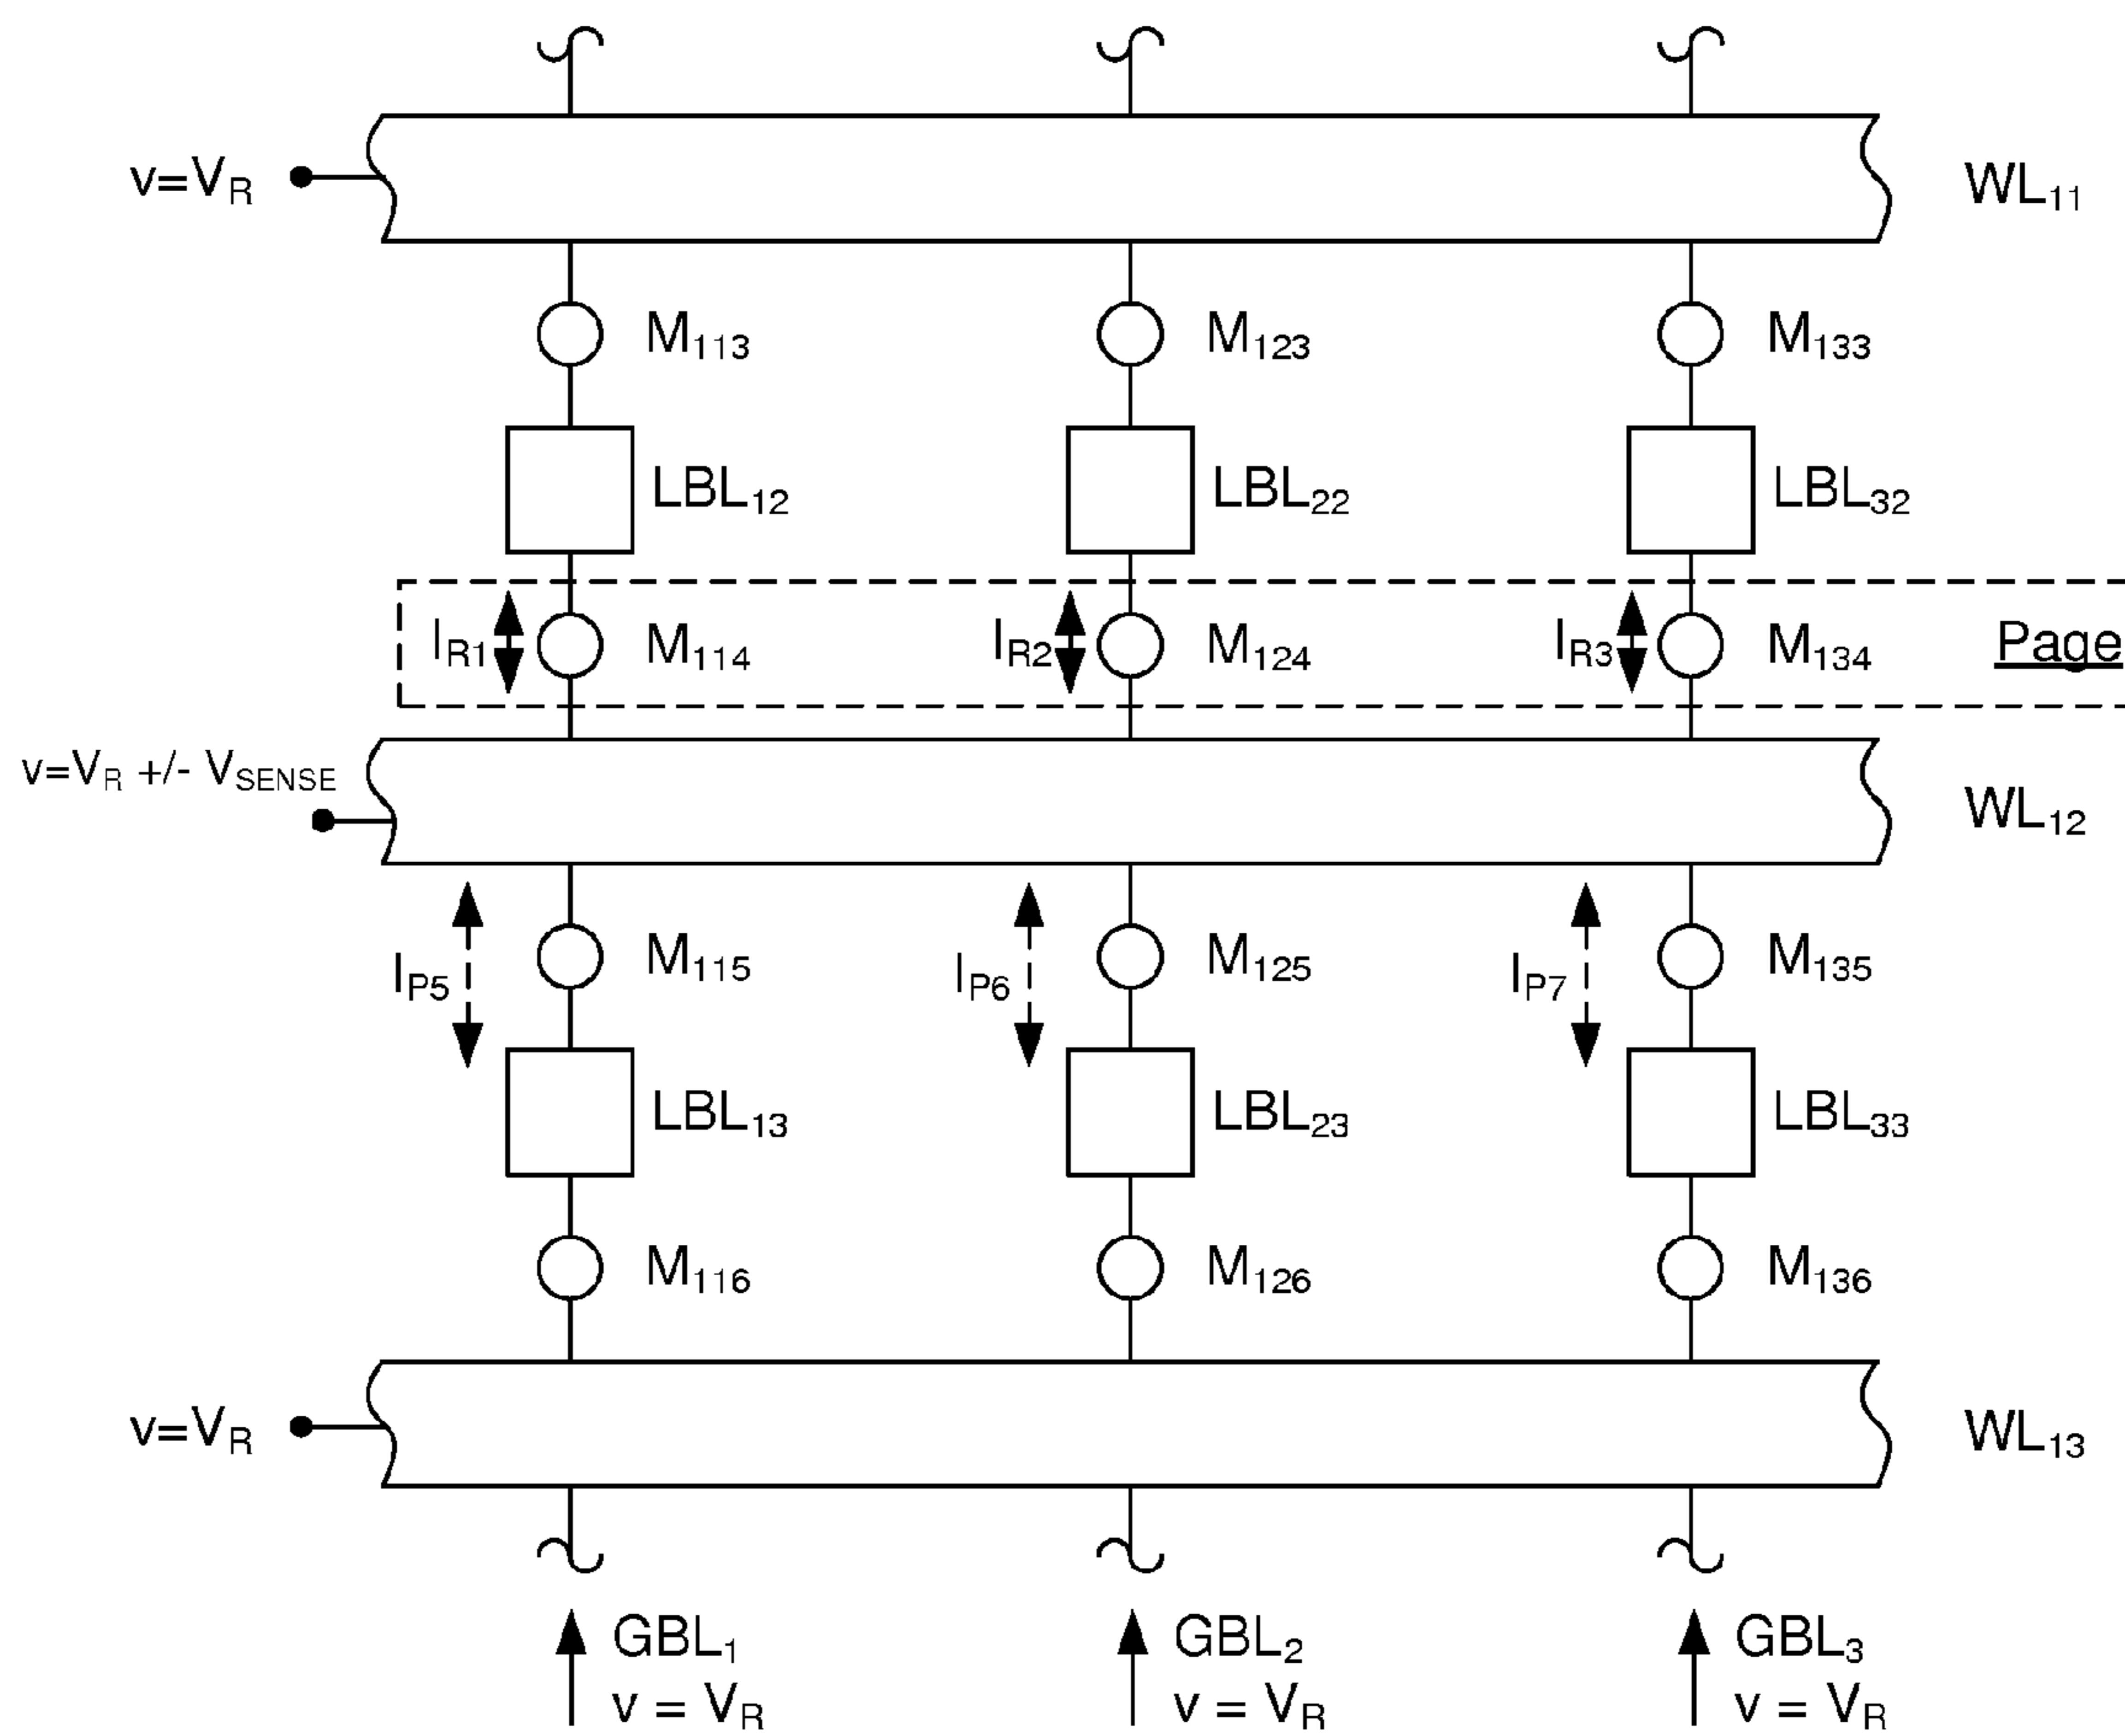 v=VR WL11
M113 M123 M133
LBL12 LBL22 LBL32
IR1 M114 IR2 M124 IR3 M134 Page
v=VR +/- VSENSE
WL12
IP5 M115 IP6 M125 IP7 M135
LBL13 LBL23 LBL33
M116 M126 M136
v=VR WL13
GBL1 GBL2 GBL3
v = VR v = VR v = VR